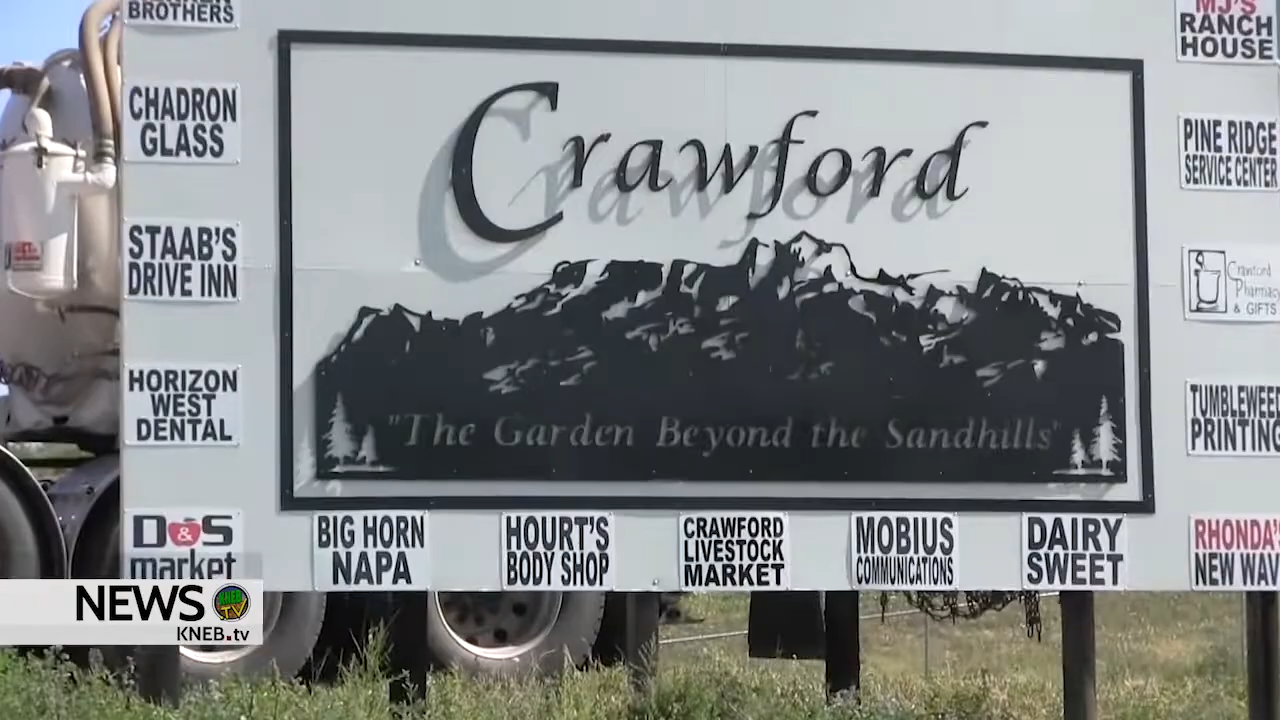 BROTHERS
CHADRON
GLASS
STAAB'S
DRIVE INN
HORIZON
WEST
DENTAL
D&S
market
Crawford
"The Garden Beyond the Sandhills"
BIG HORN
NAPA
HOURT'S
BODY SHOP
CRAWFORD
LIVESTOCK
MARKET
MOBIUS
COMMUNICATIONS
DAIRY
SWEET
MJ'S
RANCH
HOUSE
PINE RIDGE
SERVICE CENTER
Crawford
Pharmacy
& GIFTS
TUMBLEWEED
PRINTING
RHONDA'S
NEW WAV
NEWS KNEB TV
KNEB.tv